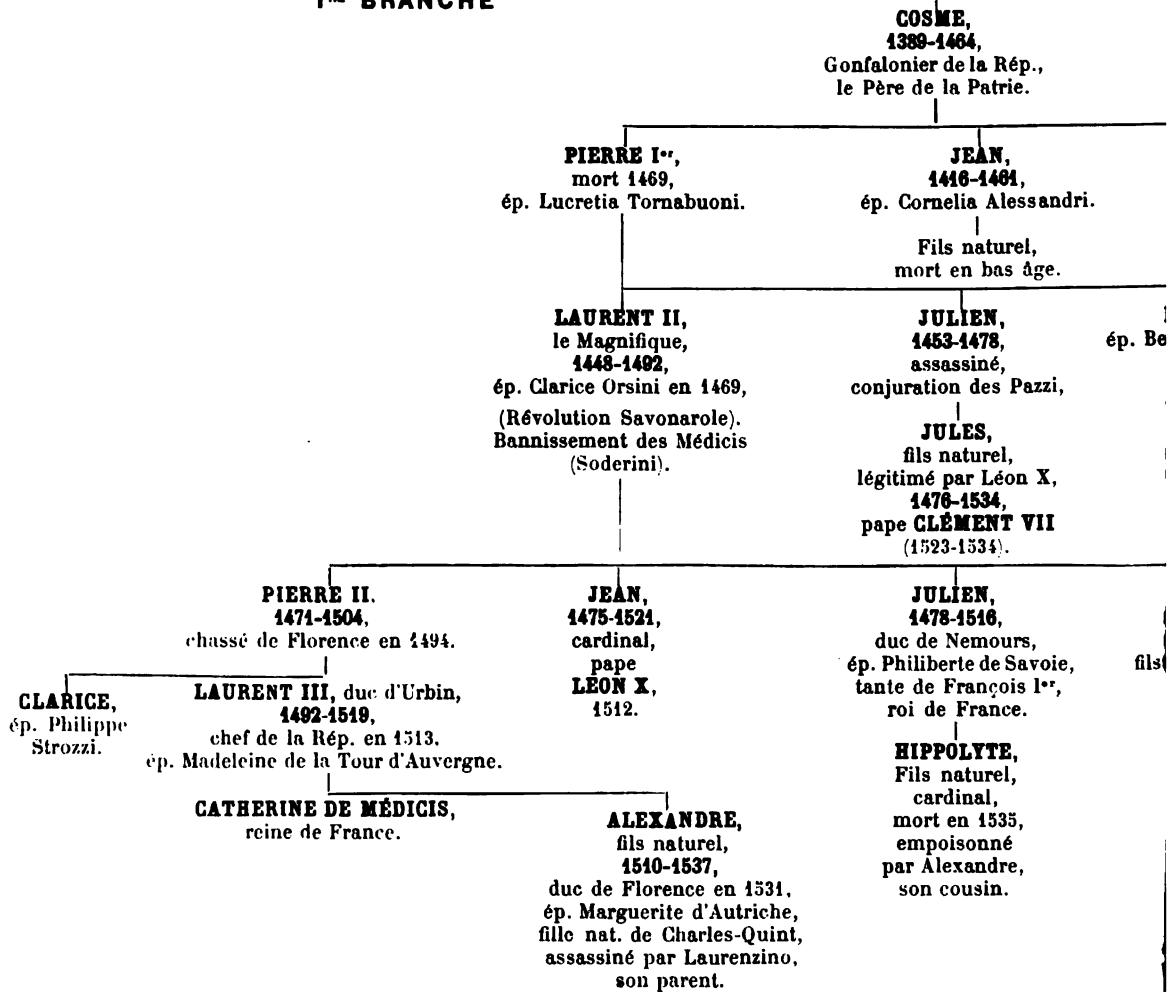 BRANCHE
COSME,
1389-1464,
Gonfalonier de la Rép.,
le Père de la Patrie.
PIERRE Ier,
mort 1469,
ép. Lucretia Tornabuoni.
JEAN,
1416-1461,
ép. Cornelia Alessandri.
Fils naturel,
mort en bas âge.
LAURENT II,
le Magnifique,
1448-1492,
ép. Clarice Orsini en 1469,
(Révolution Savonarole).
Bannissement des Médicis
(Soderini).
JULIEN,
1453-1478,
assassiné,
conjuration des Pazzi,
JULES,
fils naturel,
légitimé par Léon X,
1476-1534,
pape CLÉMENT VII
(1523-1534).
ép. Be
PIERRE II.
1471-1504,
chassé de Florence en 1494.
JEAN,
1475-1521,
cardinal,
pape
LEON X,
1512.
JULIEN,
1478-1516,
duc de Nemours,
ép. Philiberte de Savoie,
tante de François Ier,
roi de France.
fils
CLARICE,
ép. Philippe
Strozzi.
LAURENT III, duc d'Urbin,
1492-1519,
chef de la Rép. en 1513.
ép. Madeleine de la Tour d'Auvergne.
HIPPOLYTE,
Fils naturel,
cardinal,
mort en 1535,
empoisonné
par Alexandre,
son cousin.
CATHERINE DE MÉDICIS,
reine de France.
ALEXANDRE,
fils naturel,
1510-1537,
duc de Florence en 1531,
ép. Marguerite d'Autriche,
fille nat. de Charles-Quint,
assassiné par Laurenzino,
son parent.